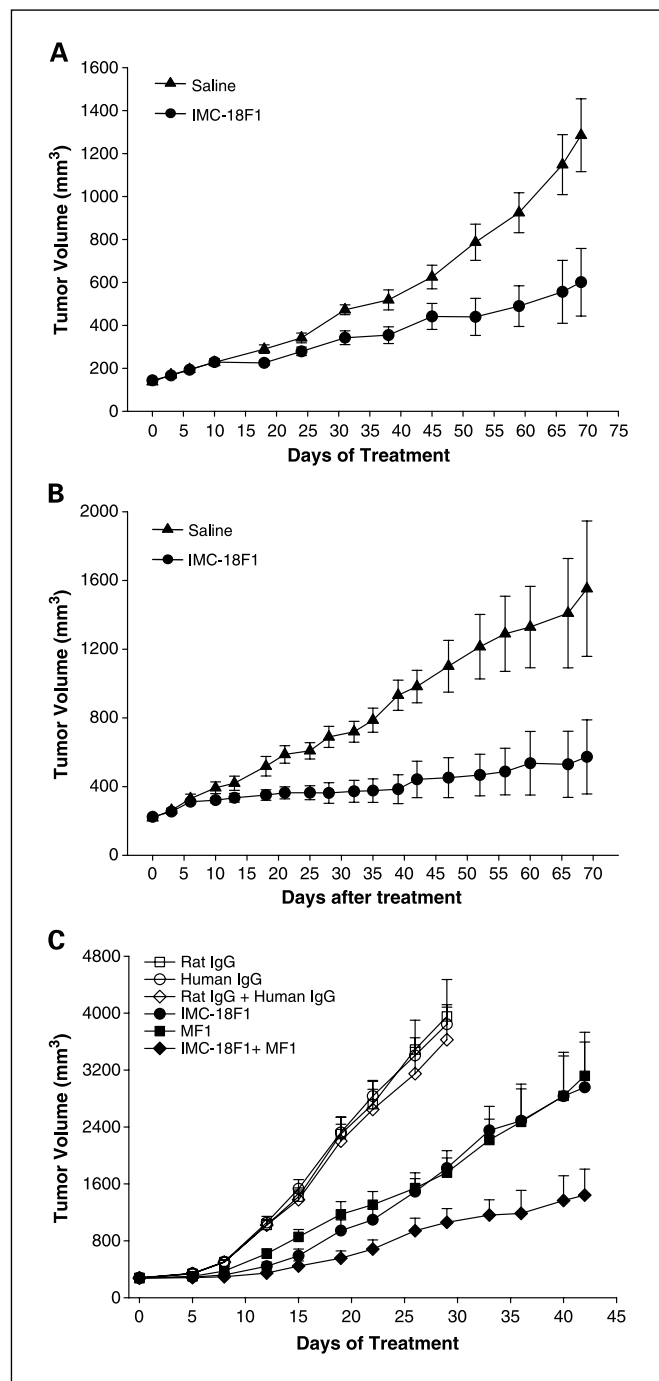 A
1600
1400
1200
1000
800
600
400
200
0
Tumor Volume (mm³)
Saline
IMC-18F1
0 5 10 15 20 25 30 35 40 45 50 55 60 65 70 75
Days of Treatment
B
2000
1600
1200
800
400
0
Tumor Volume (mm³)
Saline
IMC-18F1
0 5 10 15 20 25 30 35 40 45 50 55 60 65 70
Days after treatment
C
4800
4000
3200
2400
1600
800
0
Tumor Volume (mm³)
Rat IgG
Human IgG
Rat IgG + Human IgG
IMC-18F1
MF1
IMC-18F1+ MF1
0 5 10 15 20 25 30 35 40 45
Days of Treatment